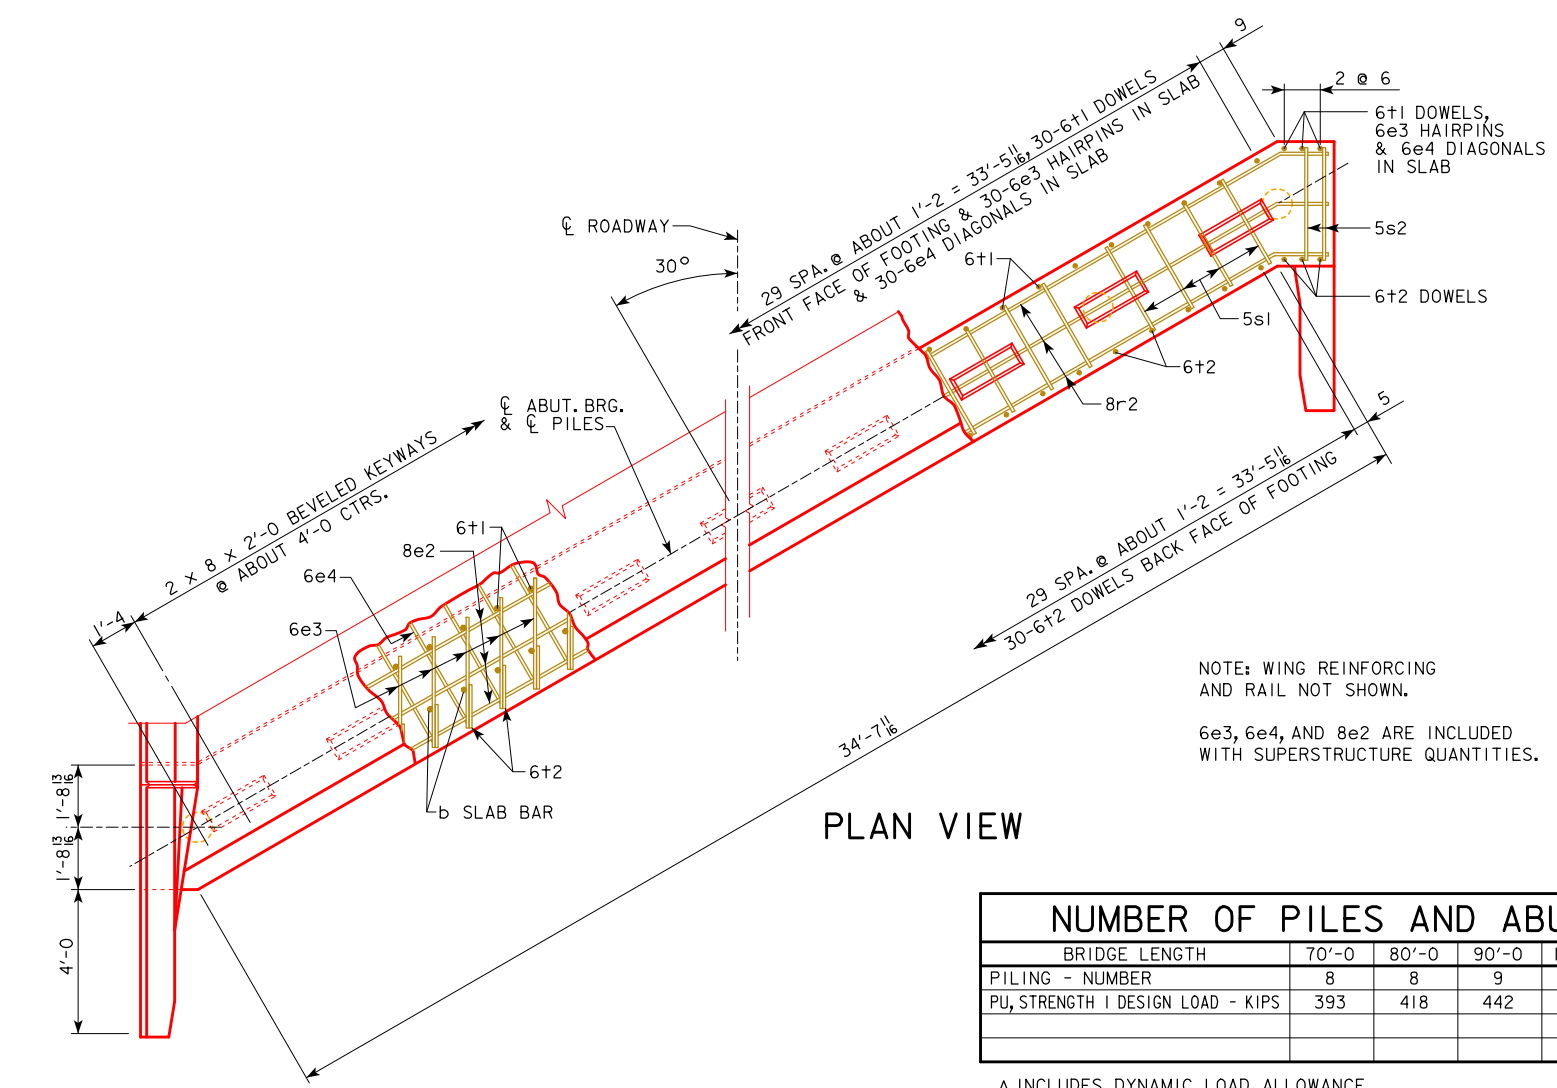 9
2 @ 6
6t1 DOWELS,
6e3 HAIRPINS
& 6e4 DIAGONALS
IN SLAB
29 SPA. @ ABOUT 1'-2 = 33'-5 11/16, 30-6t1 DOWELS
FRONT FACE OF FOOTING & 30-6e3 HAIRPINS IN SLAB
& 30-6e4 DIAGONALS IN SLAB
℄ ROADWAY
30°
5s2
6t1
6t2 DOWELS
5s1
6t2
8r2
5
℄ ABUT. BRG.
& ℄ PILES
2 x 8 x 2'-0 BEVELED KEYWAYS
@ ABOUT 4'-0 CTRS.
1'-4
6t1
8e2
6e4
6e3
29 SPA. @ ABOUT 1'-2 = 33'-5 11/16
30-6t2 DOWELS BACK FACE OF FOOTING
34'-7 11/16
NOTE: WING REINFORCING
AND RAIL NOT SHOWN.
6e3, 6e4, AND 8e2 ARE INCLUDED
WITH SUPERSTRUCTURE QUANTITIES.
6t2
b SLAB BAR
1'-8 13/16
1'-8 13/16
4'-0
PLAN VIEW
NUMBER OF PILES AND ABU
BRIDGE LENGTH 70'-0 80'-0 90'-0
PILING - NUMBER 8 8 9
PU, STRENGTH I DESIGN LOAD - KIPS 393 418 442
INCLUDES DYNAMIC LOAD ALLOWANCE